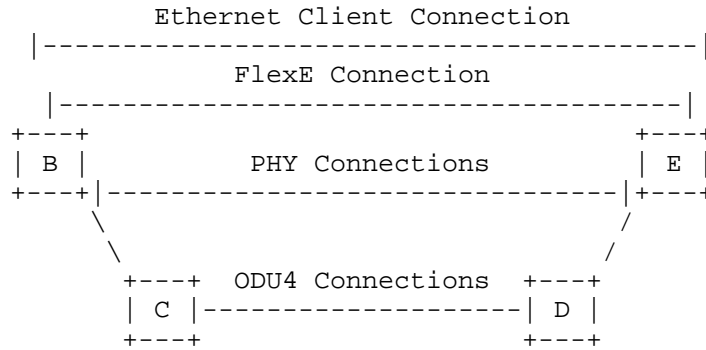 Ethernet Client Connection
|-----------------------------------------|
FlexE Connection
|---------------------------------------|
+---+ +---+
| B | PHY Connections | E |
+---+|--------------------------------|+---+
\ /
\ /
+---+ ODU4 Connections +---+
| C |--------------------| D |
+---+ +---+